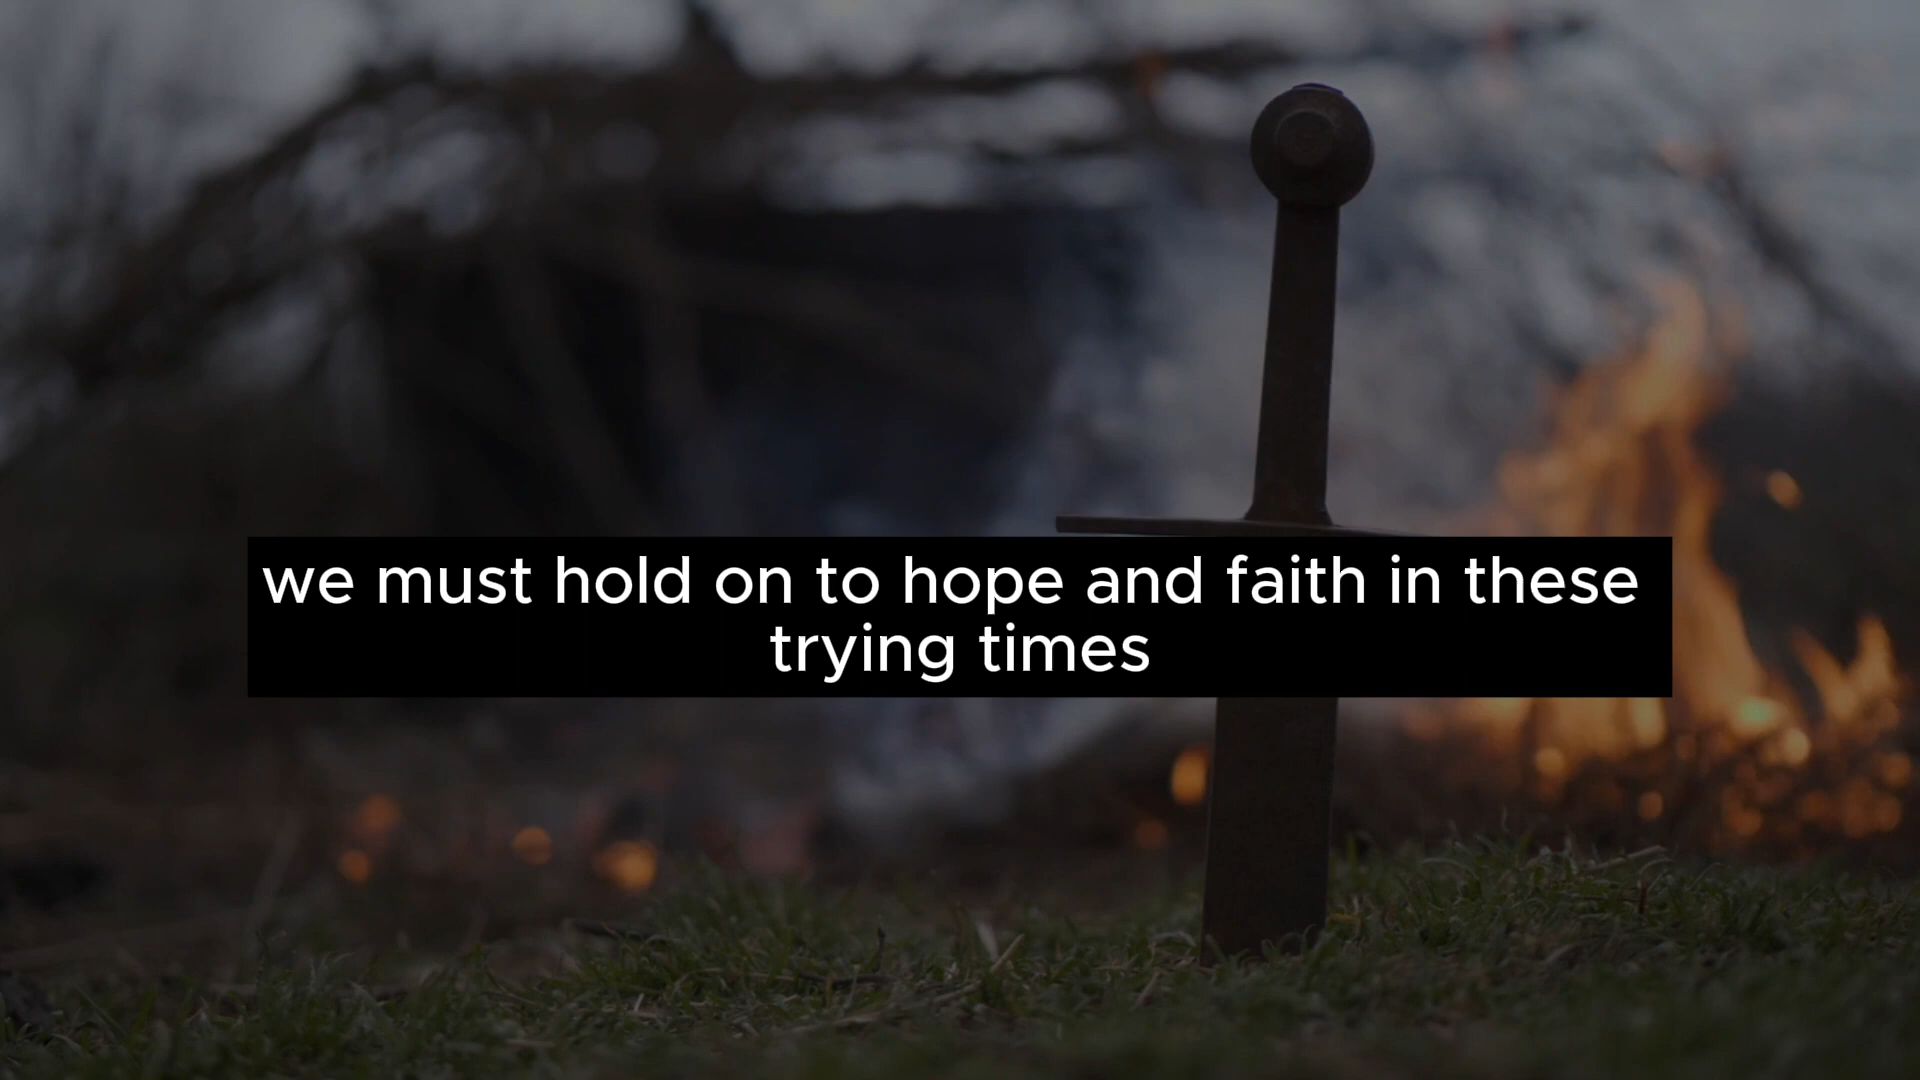 we must hold on to hope and faith in these
trying times